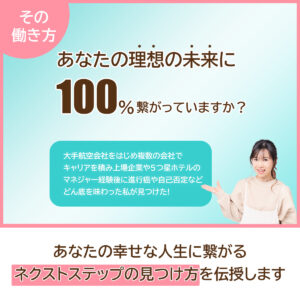 その
働き方
あなたの理想の未来に
100%繋がっていますか？
大手航空会社をはじめ複数の会社で
キャリアを積み上場企業や5つ星ホテルの
マネジャー経験後に進行癌や自己否定など
どん底を味わった私が見つけた!
あなたの幸せな人生に繋がる
ネクストステップの見つけ方を伝授します